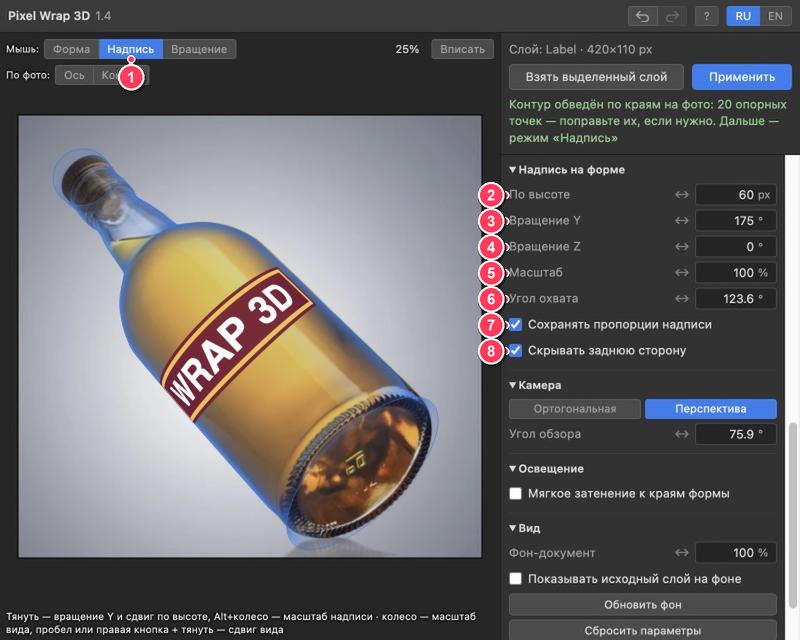 Pixel Wrap 3D 1.4
? RU EN
Мышь: Форма Надпись Вращение 25% Вписать
По фото: Ось
1
Слой: Label · 420×110 px
Взять выделенный слой Применить
Контур обведён по краям на фото: 20 опорных
точек — поправьте их, если нужно. Дальше —
режим «Надпись»
▼ Надпись на форме
2 По высоте ↔ 60 px
3 Вращение Y ↔ 175 °
4 Вращение Z ↔ 0 °
5 Масштаб ↔ 100 %
6 Угол охвата ↔ 123.6 °
7 Сохранять пропорции надписи
8 Скрывать заднюю сторону
▼ Камера
Ортогональная Перспектива
Угол обзора ↔ 75.9 °
▼ Освещение
Мягкое затенение к краям формы
▼ Вид
Фон-документ ↔ 100 %
Показывать исходный слой на фоне
Обновить фон
Сбросить параметры
WRAP 3D
Тянуть — вращение Y и сдвиг по высоте, Alt+колесо — масштаб надписи · колесо — масштаб
вида, пробел или правая кнопка + тянуть — сдвиг вида